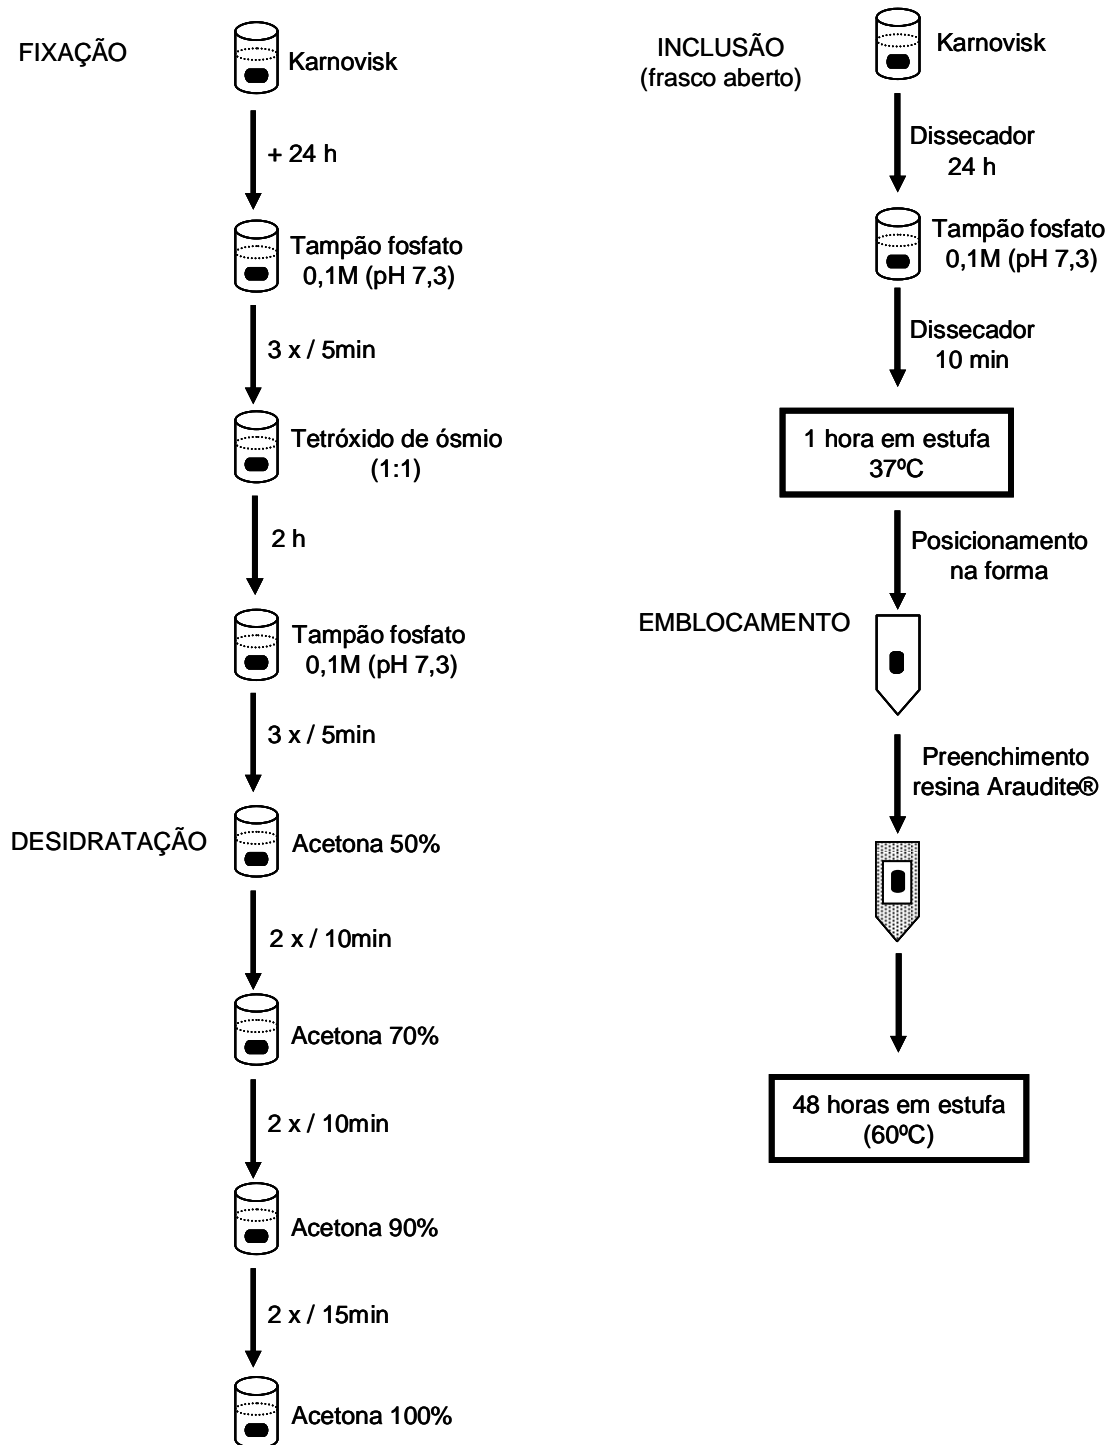 FIXAÇÃO
Karnovisk
+ 24 h
Tampão fosfato
0,1M (pH 7,3)
3 x / 5min
Tetróxido de ósmio
(1:1)
2 h
Tampão fosfato
0,1M (pH 7,3)
3 x / 5min
DESIDRATAÇÃO
Acetona 50%
2 x / 10min
Acetona 70%
2 x / 10min
Acetona 90%
2 x / 15min
Acetona 100%
INCLUSÃO
(frasco aberto)
Karnovisk
Dissecador
24 h
Tampão fosfato
0,1M (pH 7,3)
Dissecador
10 min
1 hora em estufa
37ºC
Posicionamento
na forma
EMBLOCAMENTO
Preenchimento
resina Araudite®
48 horas em estufa
(60ºC)